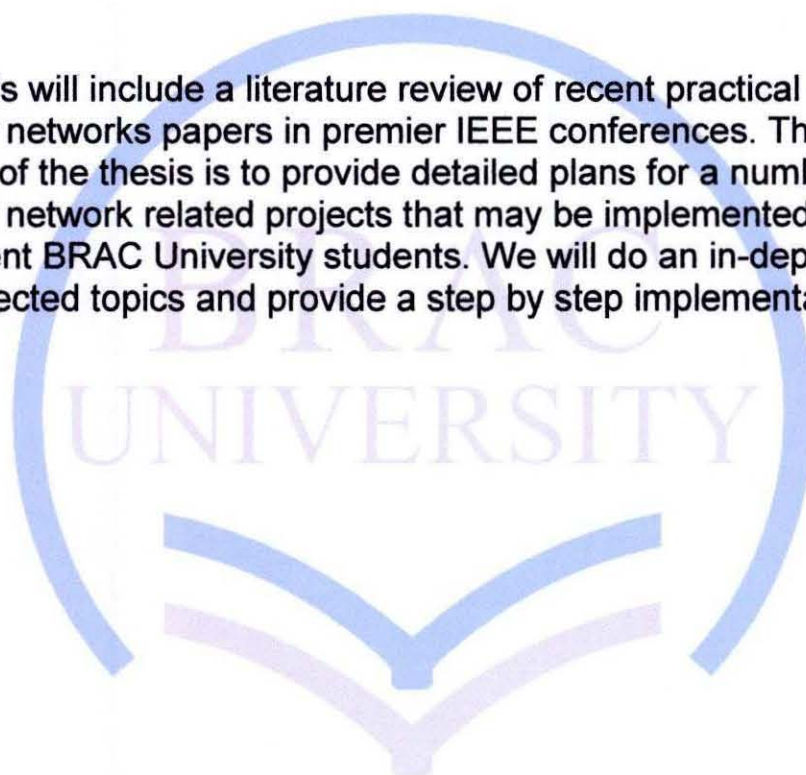 s will include a literature review of recent practical
networks papers in premier IEEE conferences. Th
of the thesis is to provide detailed plans for a num
network related projects that may be implemented
nt BRAC University students. We will do an in-dep
ected topics and provide a step by step implementa
BRAC
UNIVERSITY